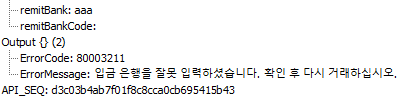 remitBank: aaa
remitBankCode:
Output {} (2)
ErrorCode: 80003211
ErrorMessage: 입금 은행을 잘못 입력하셨습니다. 확인 후 다시 거래하십시오.
API_SEQ: d3c03b4ab7f01f8c8cca0cb695415b43